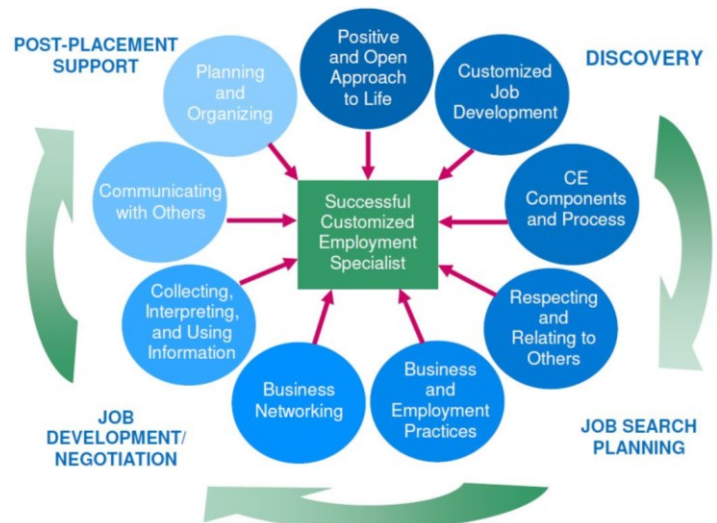 POST-PLACEMENT
SUPPORT
Planning
and
Organizing
Positive
and Open
Approach
to Life
Customized
Job
Development
DISCOVERY
Communicating
with Others
Successful
Customized
Employment
Specialist
CE
Components
and Process
Collecting,
Interpreting,
and Using
Information
Respecting
and
Relating to
Others
Business
Networking
Business
and
Employment
Practices
JOB
DEVELOPMENT/
NEGOTIATION
JOB SEARCH
PLANNING